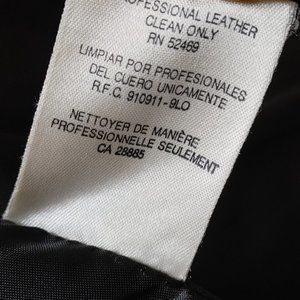 PROFESSIONAL LEATHER
CLEAN ONLY
RN 52469
LIMPIAR POR PROFESIONALES
DEL CUERO UNICAMENTE
R.F.C. 910911-9LO
NETTOYER DE MANIÈRE
PROFESSIONNELLE SEULEMENT
CA 28885